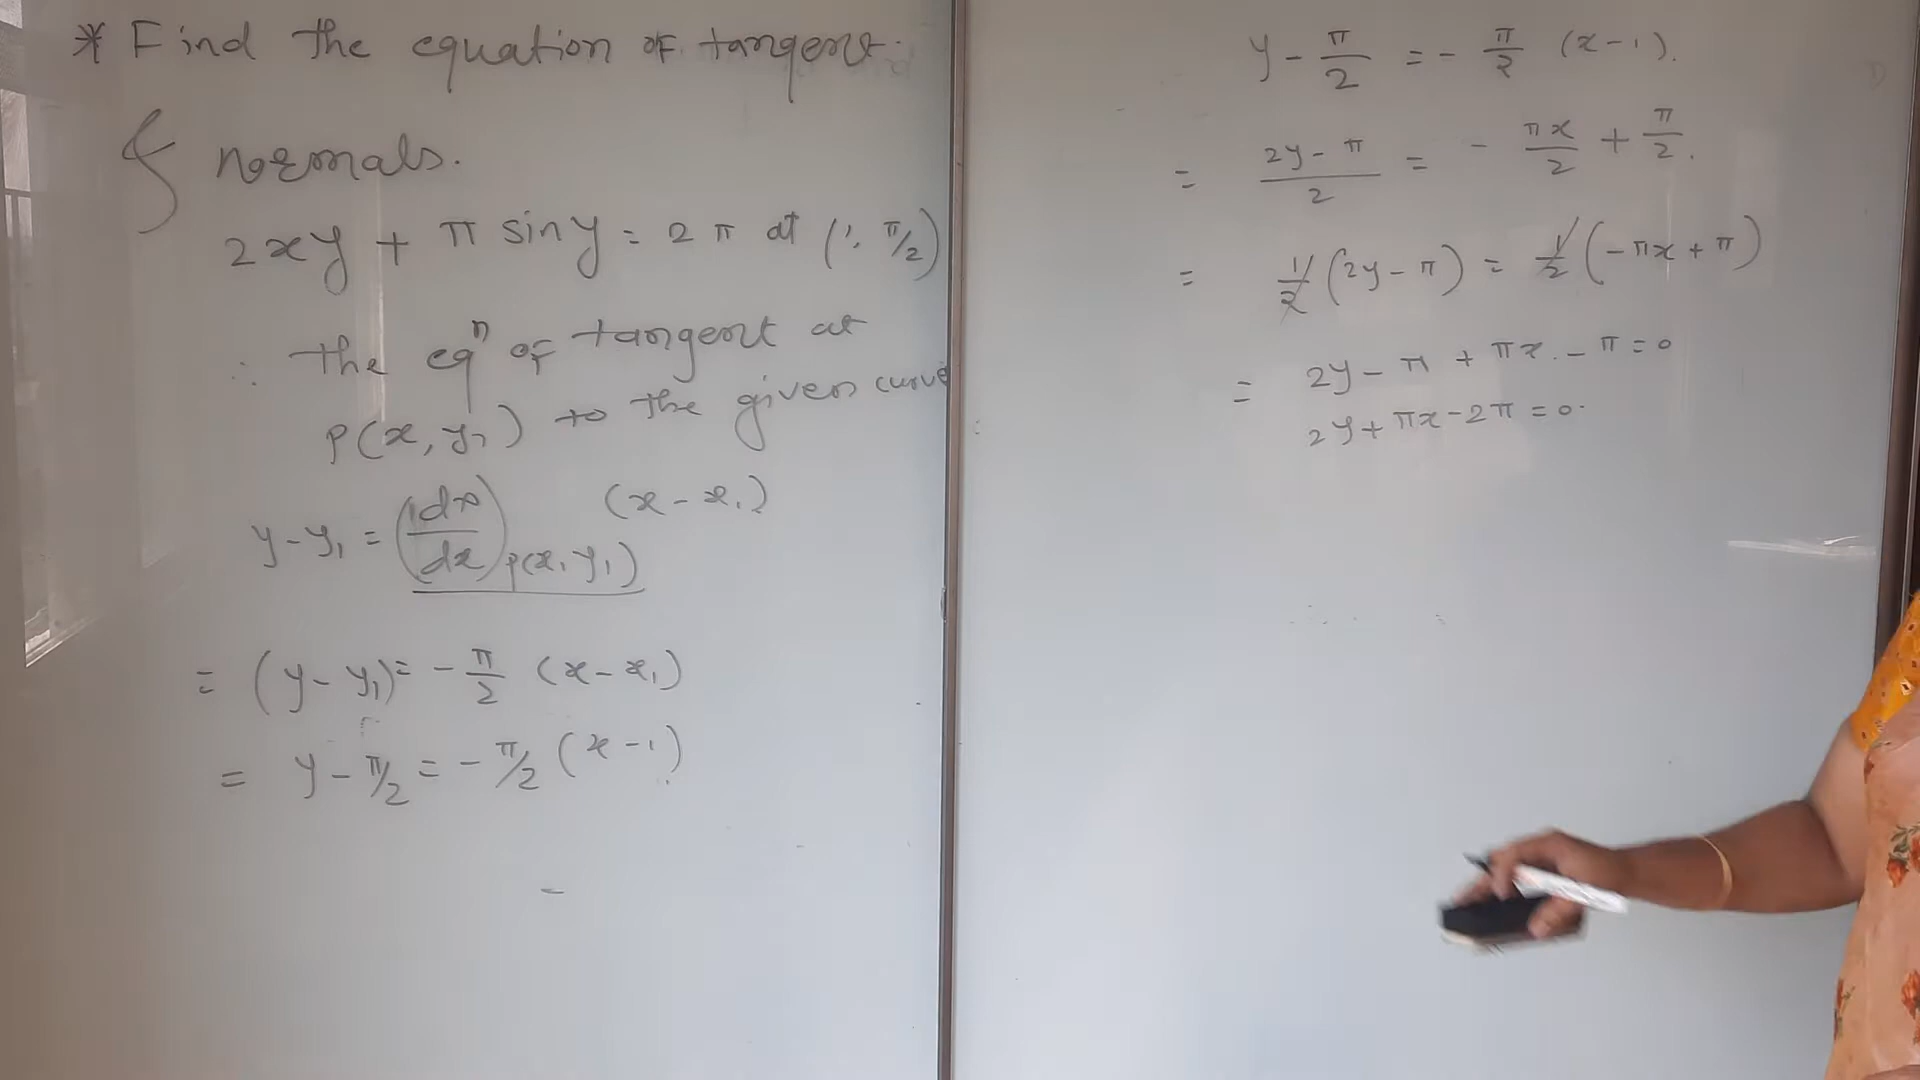 * Find the equation of tangent
& normals.
2xy + π sin y = 2π at (1, π/2)
∴ the eqⁿ of tangent at
P(x, y₁) to the given curve
y - y₁ = (dy/dx)P(x₁ y₁) (x - x₁)
= (y - y₁) = - π/2 (x - x₁)
= y - π/2 = - π/2 (x - 1)
=
y - π/2 = - π/2 (x - 1).
= 2y - π / 2 = - πx/2 + π/2.
= 1/2 (2y - π) = 1/2 (-πx + π)
= 2y - π + πx - π = 0
2y + πx - 2π = 0.